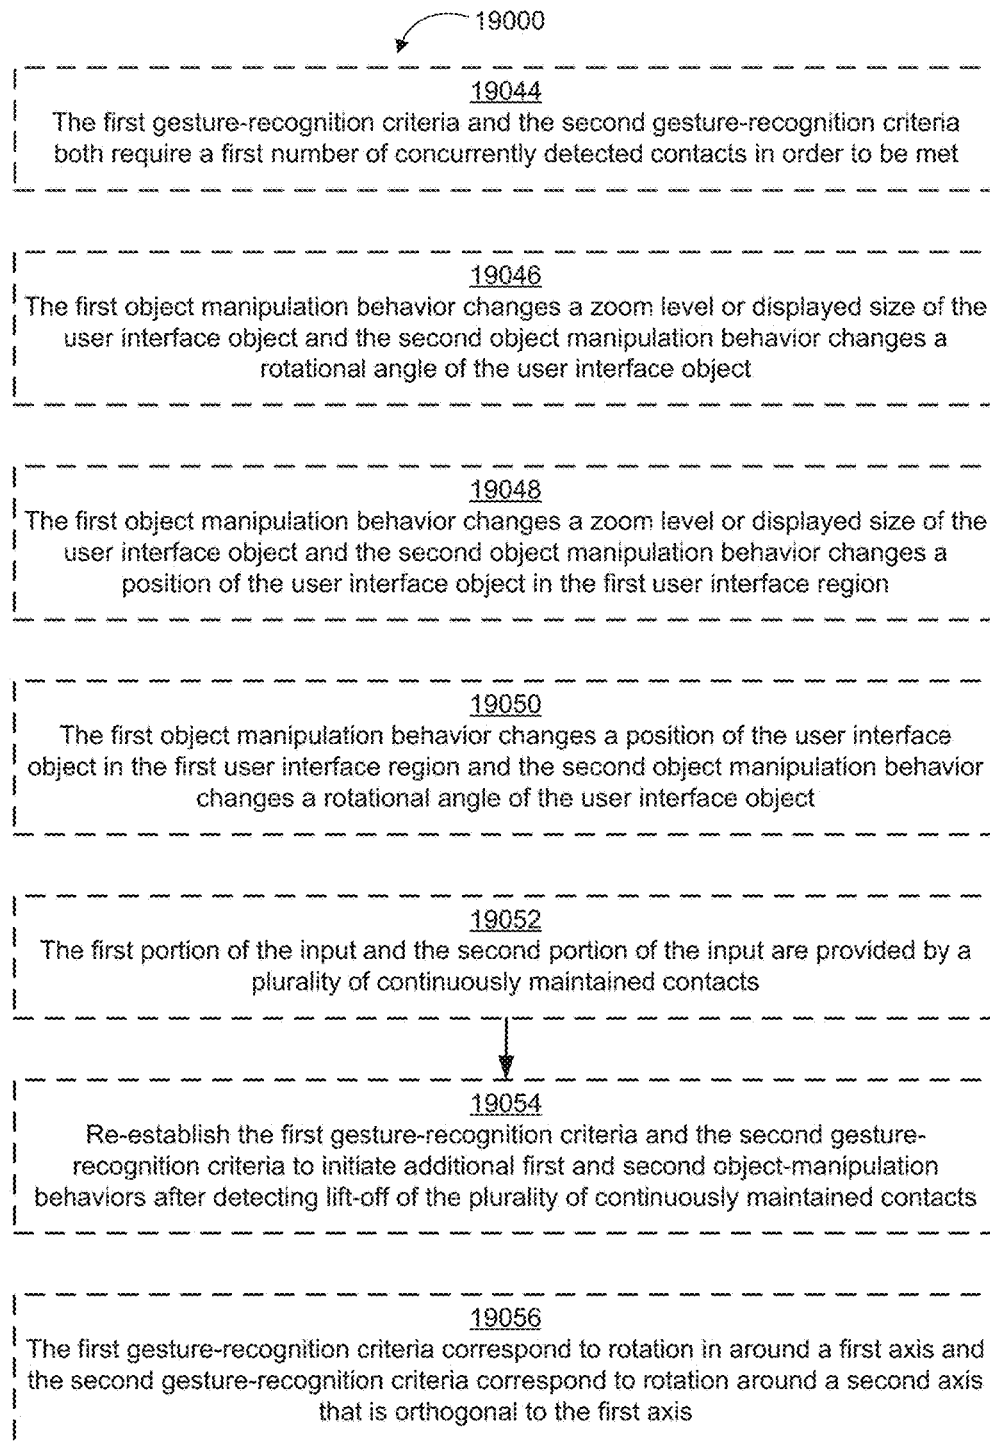 19000
19044
The first gesture-recognition criteria and the second gesture-recognition criteria
both require a first number of concurrently detected contacts in order to be met
19046
The first object manipulation behavior changes a zoom level or displayed size of the
user interface object and the second object manipulation behavior changes a
rotational angle of the user interface object
19048
The first object manipulation behavior changes a zoom level or displayed size of the
user interface object and the second object manipulation behavior changes a
position of the user interface object in the first user interface region
19050
The first object manipulation behavior changes a position of the user interface
object in the first user interface region and the second object manipulation behavior
changes a rotational angle of the user interface object
19052
The first portion of the input and the second portion of the input are provided by a
plurality of continuously maintained contacts
19054
Re-establish the first gesture-recognition criteria and the second gesture-
recognition criteria to initiate additional first and second object-manipulation
behaviors after detecting lift-off of the plurality of continuously maintained contacts
19056
The first gesture-recognition criteria correspond to rotation in around a first axis and
the second gesture-recognition criteria correspond to rotation around a second axis
that is orthogonal to the first axis